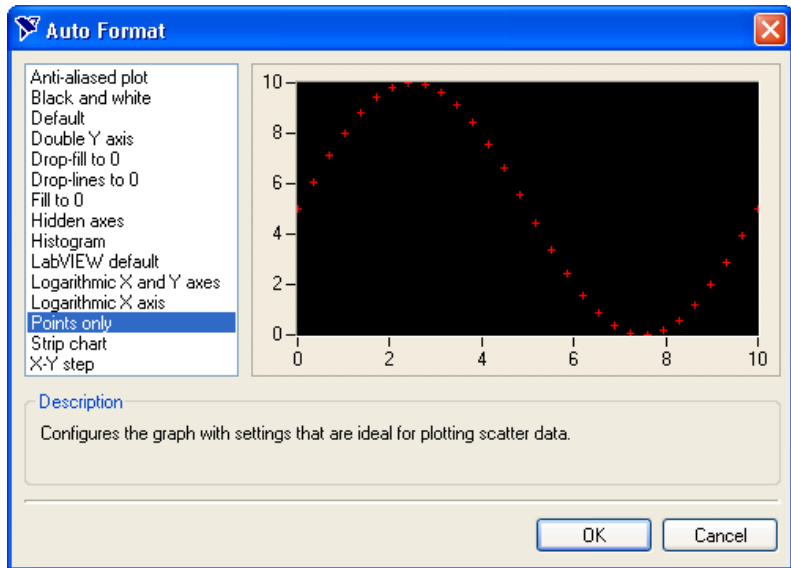 Auto Format
Anti-aliased plot
Black and white
Default
Double Y axis
Drop-fill to 0
Drop-lines to 0
Fill to 0
Hidden axes
Histogram
LabVIEW default
Logarithmic X and Y axes
Logarithmic X axis
Points only
Strip chart
X-Y step
10
8
6
4
2
0
0 2 4 6 8 10
Description
Configures the graph with settings that are ideal for plotting scatter data.
OK Cancel